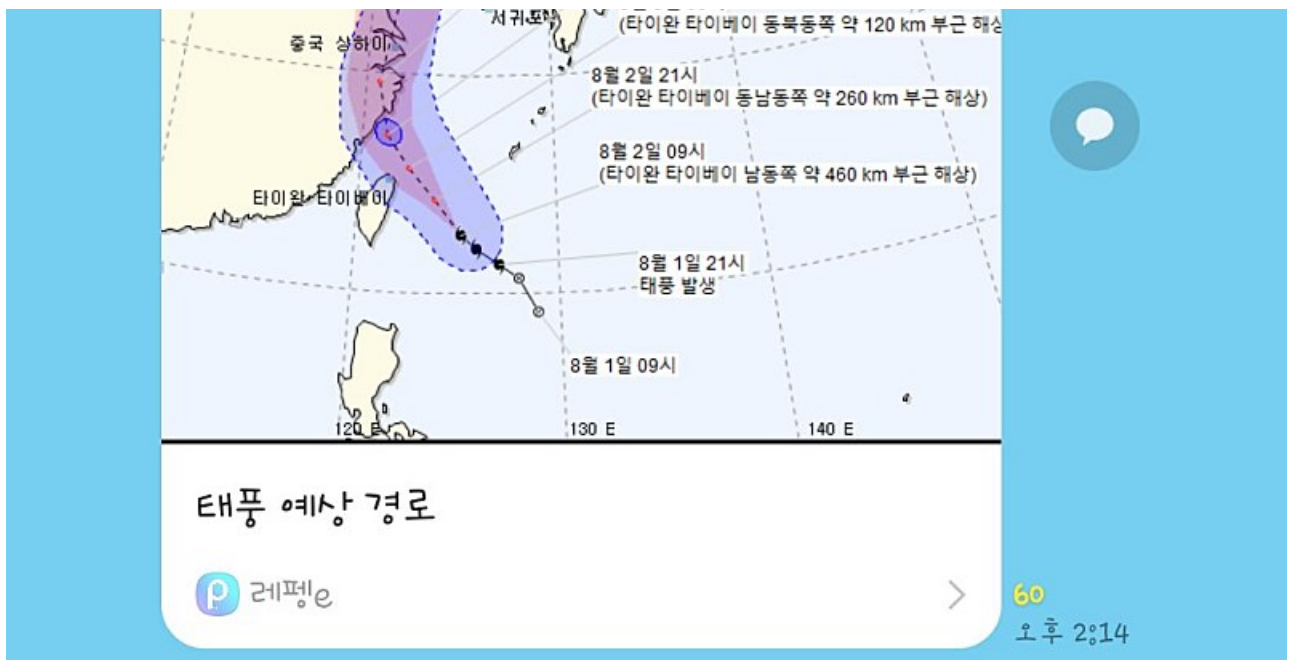 서귀포
(타이완 타이베이 동북동쪽 약 120 km 부근 해상
중국 상하이
8월 2일 21시
(타이완 타이베이 동남동쪽 약 260 km 부근 해상)
8월 2일 09시
(타이완 타이베이 남동쪽 약 460 km 부근 해상)
타이완 타이베이
8월 1일 21시
태풍 발생
8월 1일 09시
120 E
130 E
140 E
태풍 예상 경로
레펭e
60
오후 2:14